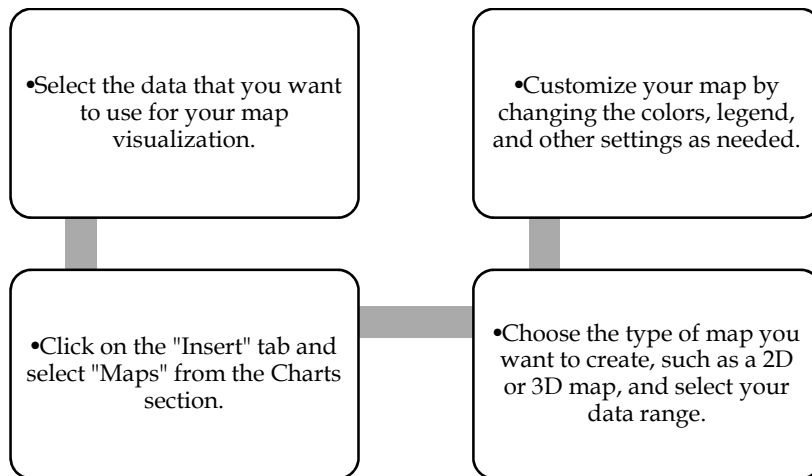 •Select the data that you want
to use for your map
visualization.
•Click on the "Insert" tab and
select "Maps" from the Charts
section.
•Choose the type of map you
want to create, such as a 2D
or 3D map, and select your
data range.
•Customize your map by
changing the colors, legend,
and other settings as needed.